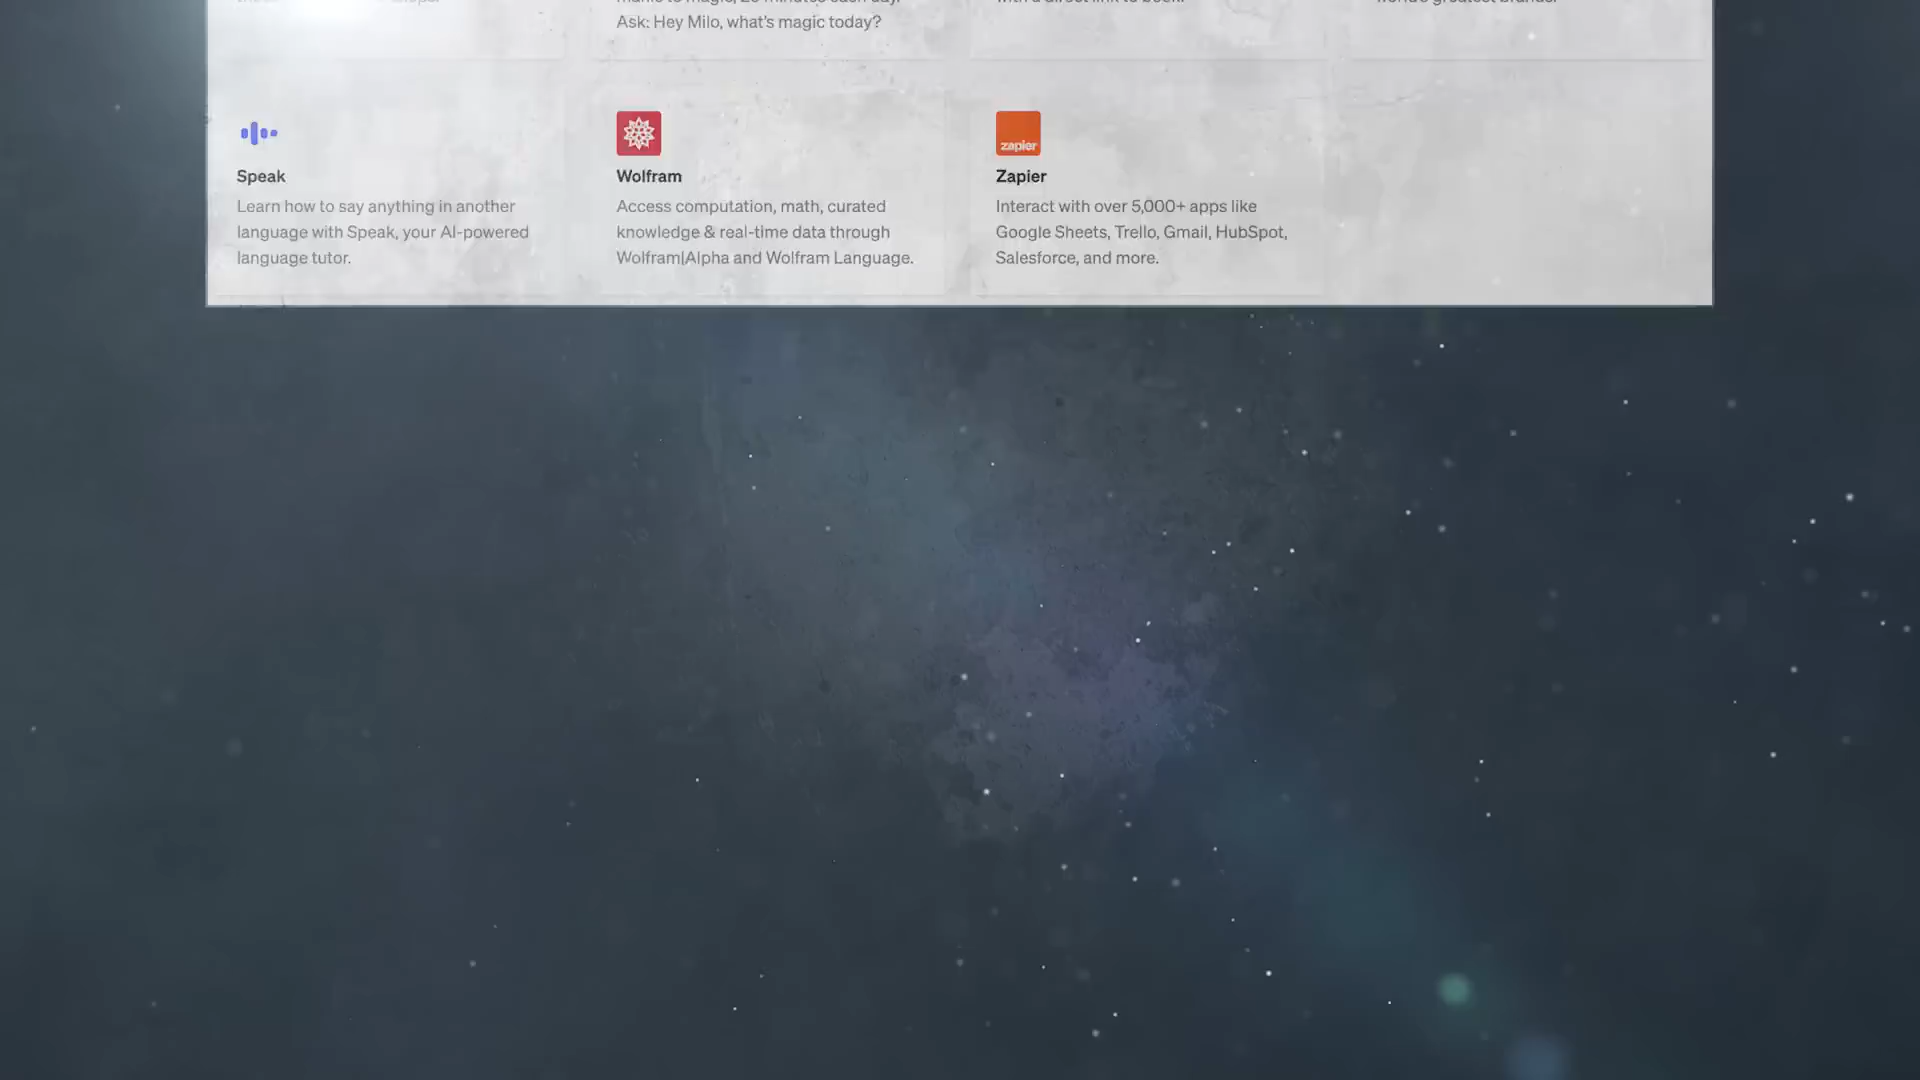 Ask: Hey Milo, what's magic today?
zapier
Speak
Learn how to say anything in another
language with Speak, your AI-powered
language tutor.
Wolfram
Access computation, math, curated
knowledge & real-time data through
Wolfram|Alpha and Wolfram Language.
Zapier
Interact with over 5,000+ apps like
Google Sheets, Trello, Gmail, HubSpot,
Salesforce, and more.